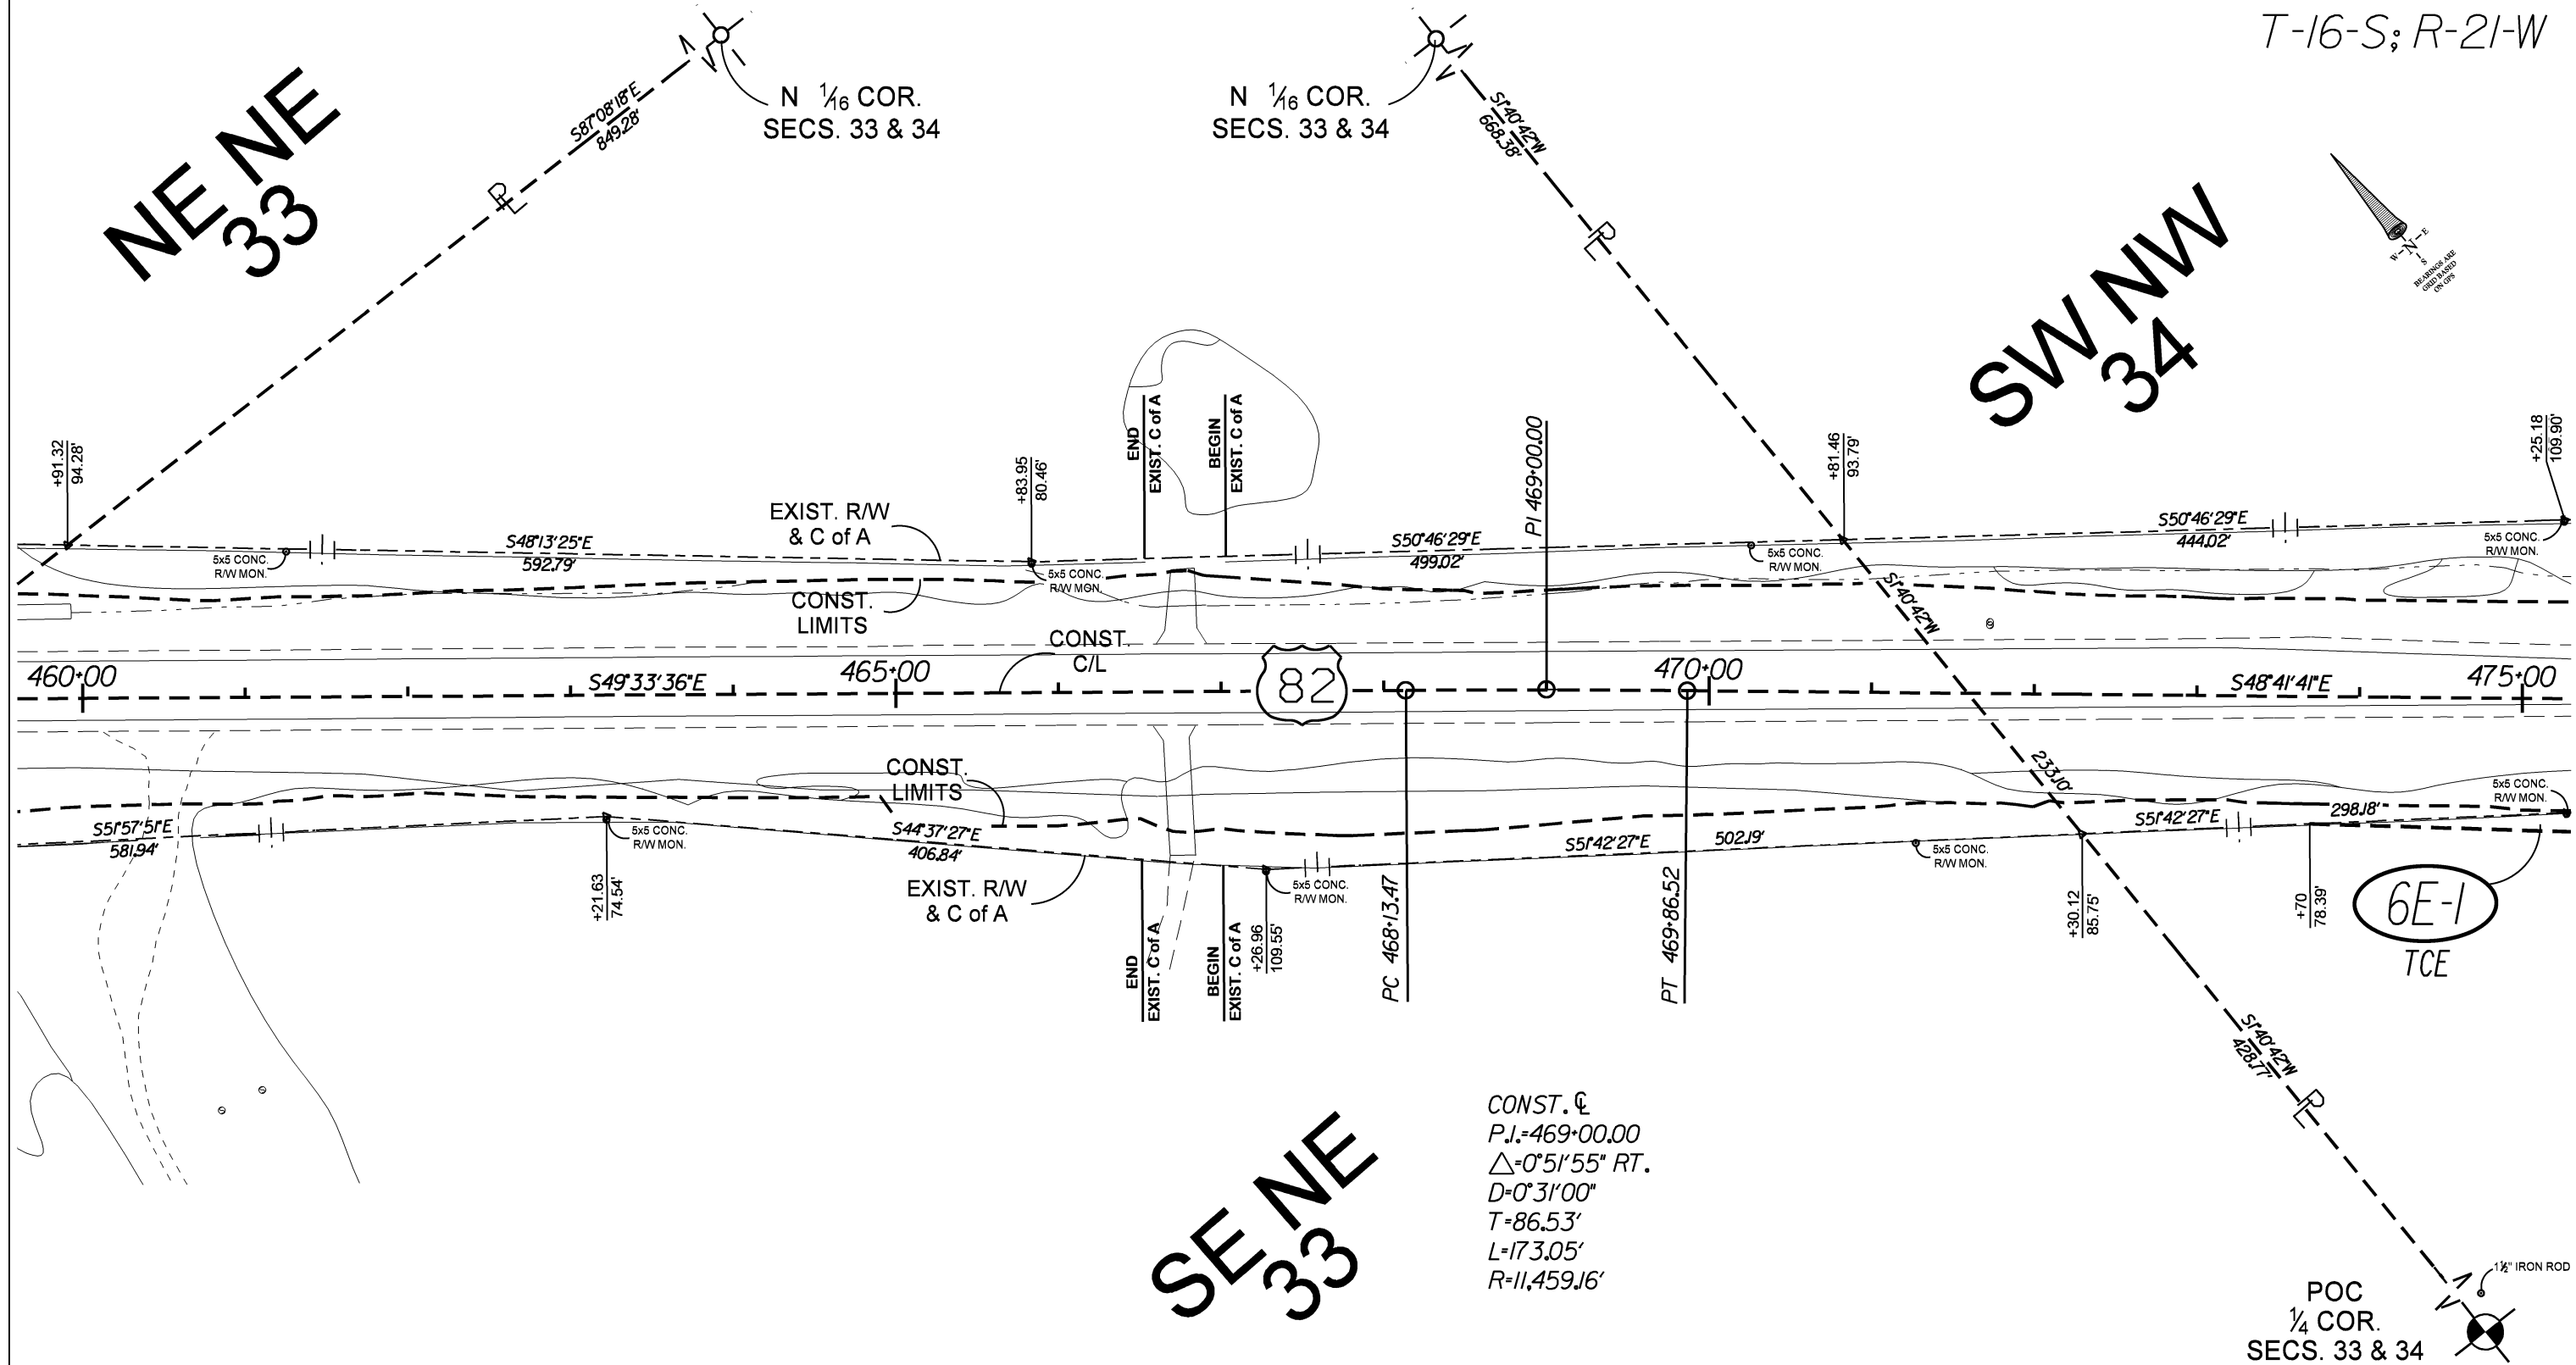 T-16-S; R-21-W
N 1/16 COR.
SECS. 33 & 34
N 1/16 COR.
SECS. 33 & 34
S87°08'18"E
849.28'
S1°40'42"W
668.38'
NE NE
33
SW NW
34
W N E
S
BEARINGS ARE
GRID BASED
ON GPS
PL
PL
+91.32
94.28'
+83.95
80.46'
END
EXIST. C of A
BEGIN
EXIST. C of A
PI 469+00.00
+81.46
93.79'
+25.18
109.90'
EXIST. R/W
& C of A
S48°13'25"E
592.79'
5x5 CONC.
R/W MON.
5x5 CONC.
R/W MON.
S50°46'29"E
499.02'
5x5 CONC.
R/W MON.
S50°46'29"E
444.02'
5x5 CONC.
R/W MON.
CONST.
LIMITS
S1°40'42"W
CONST.
C/L
460+00
465+00
470+00
475+00
S49°33'36"E
82
S48°41'41"E
233.10'
CONST.
LIMITS
S51°57'51"E
581.94'
5x5 CONC.
R/W MON.
S44°37'27"E
406.84'
5x5 CONC.
R/W MON.
S51°42'27"E
502.19'
5x5 CONC.
R/W MON.
S51°42'27"E
298.18'
5x5 CONC.
R/W MON.
EXIST. R/W
& C of A
+21.63
74.54'
END
EXIST. C of A
BEGIN
EXIST. C of A
+26.96
109.55'
PC 468+13.47
PT 469+86.52
+30.12
85.75'
+70
78.39'
6E-1
TCE
S1°40'42"W
428.77'
PL
SE NE
33
CONST. ℄
P.I.=469+00.00
△=0°51'55" RT.
D=0°31'00"
T=86.53'
L=173.05'
R=11,459.16'
1½" IRON ROD
POC
1/4 COR.
SECS. 33 & 34